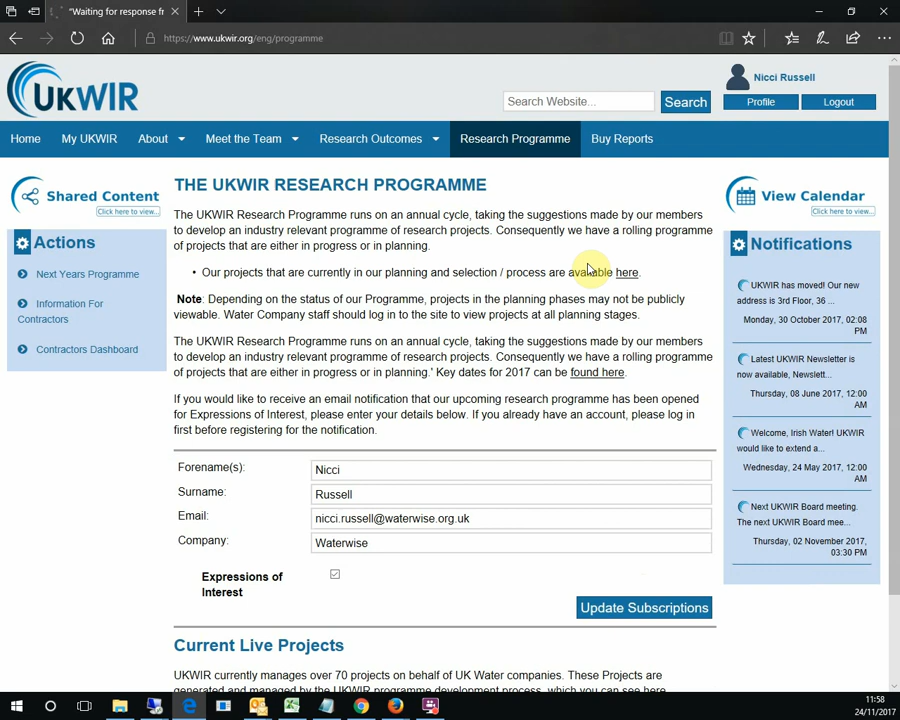 "Waiting for response fr
https://www.ukwir.org/eng/programme
UKWIR
Nicci Russell
Search Website...
Search
Profile
Logout
Home
My UKWIR
About
Meet the Team
Research Outcomes
Research Programme
Buy Reports
Shared Content
Click here to view...
Actions
Next Years Programme
Information For
Contractors
Contractors Dashboard
THE UKWIR RESEARCH PROGRAMME
The UKWIR Research Programme runs on an annual cycle, taking the suggestions made by our members
to develop an industry relevant programme of research projects. Consequently we have a rolling programme
of projects that are either in progress or in planning.
• Our projects that are currently in our planning and selection / process are available here.
Note: Depending on the status of our Programme, projects in the planning phases may not be publicly
viewable. Water Company staff should log in to the site to view projects at all planning stages.
The UKWIR Research Programme runs on an annual cycle, taking the suggestions made by our members
to develop an industry relevant programme of research projects. Consequently we have a rolling programme
of projects that are either in progress or in planning.' Key dates for 2017 can be found here.
If you would like to receive an email notification that our upcoming research programme has been opened
for Expressions of Interest, please enter your details below. If you already have an account, please log in
first before registering for the notification.
Forename(s):
Nicci
Surname:
Russell
Email:
nicci.russell@waterwise.org.uk
Company:
Waterwise
Expressions of
Interest
Update Subscriptions
Current Live Projects
UKWIR currently manages over 70 projects on behalf of UK Water companies. These Projects are
generated and managed by the UKWIR programme development process, which you can see here
View Calendar
Click here to view...
Notifications
UKWIR has moved! Our new
address is 3rd Floor, 36 ...
Monday, 30 October 2017, 02:08
PM
Latest UKWIR Newsletter is
now available, Newslett...
Thursday, 08 June 2017, 12:00
AM
Welcome, Irish Water! UKWIR
would like to extend a...
Wednesday, 24 May 2017, 12:00
AM
Next UKWIR Board meeting.
The next UKWIR Board mee...
Thursday, 02 November 2017,
03:30 PM
11:58
24/11/2017